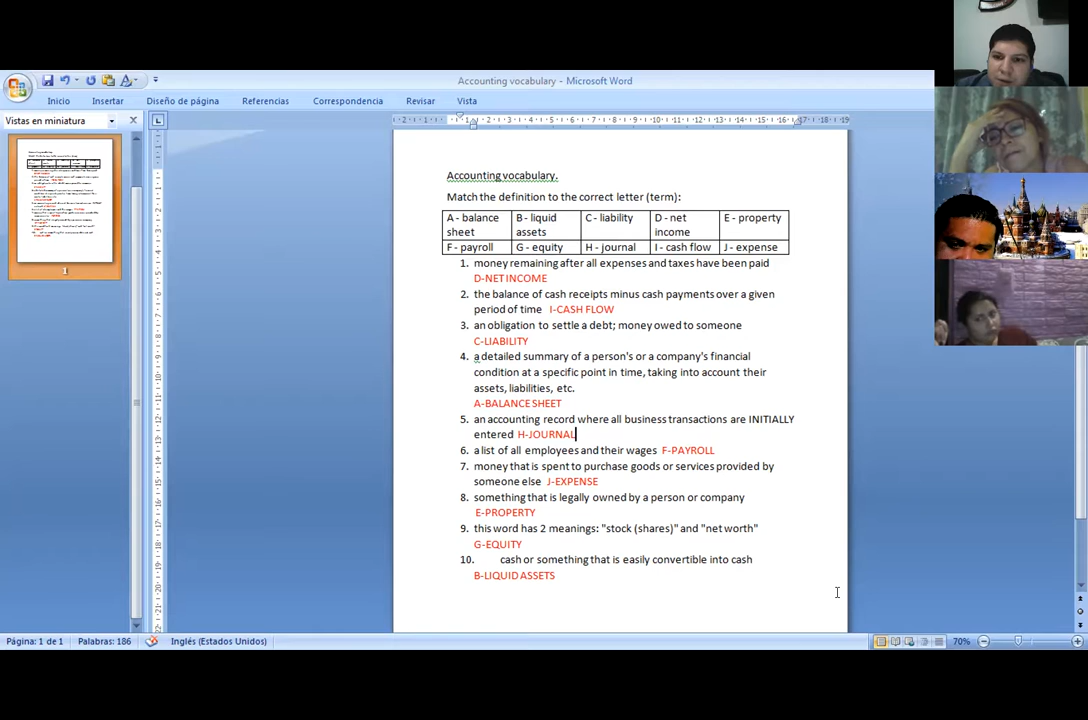 Accounting vocabulary - Microsoft Word
Inicio Insertar Diseño de página Referencias Correspondencia Revisar Vista
Vistas en miniatura
Accounting vocabulary.
Match the definition to the correct letter (term):
A - balance sheet B - liquid assets C - liability D - net income E - property
F - payroll G - equity H - journal I - cash flow J - expense
1. money remaining after all expenses and taxes have been paid
D-NET INCOME
2. the balance of cash receipts minus cash payments over a given
period of time I-CASH FLOW
3. an obligation to settle a debt; money owed to someone
C-LIABILITY
4. a detailed summary of a person's or a company's financial
condition at a specific point in time, taking into account their
assets, liabilities, etc.
A-BALANCE SHEET
5. an accounting record where all business transactions are INITIALLY
entered H-JOURNAL
6. a list of all employees and their wages F-PAYROLL
7. money that is spent to purchase goods or services provided by
someone else J-EXPENSE
8. something that is legally owned by a person or company
E-PROPERTY
9. this word has 2 meanings: "stock (shares)" and "net worth"
G-EQUITY
10. cash or something that is easily convertible into cash
B-LIQUID ASSETS
1
Página: 1 de 1 Palabras: 186 Inglés (Estados Unidos) 70%